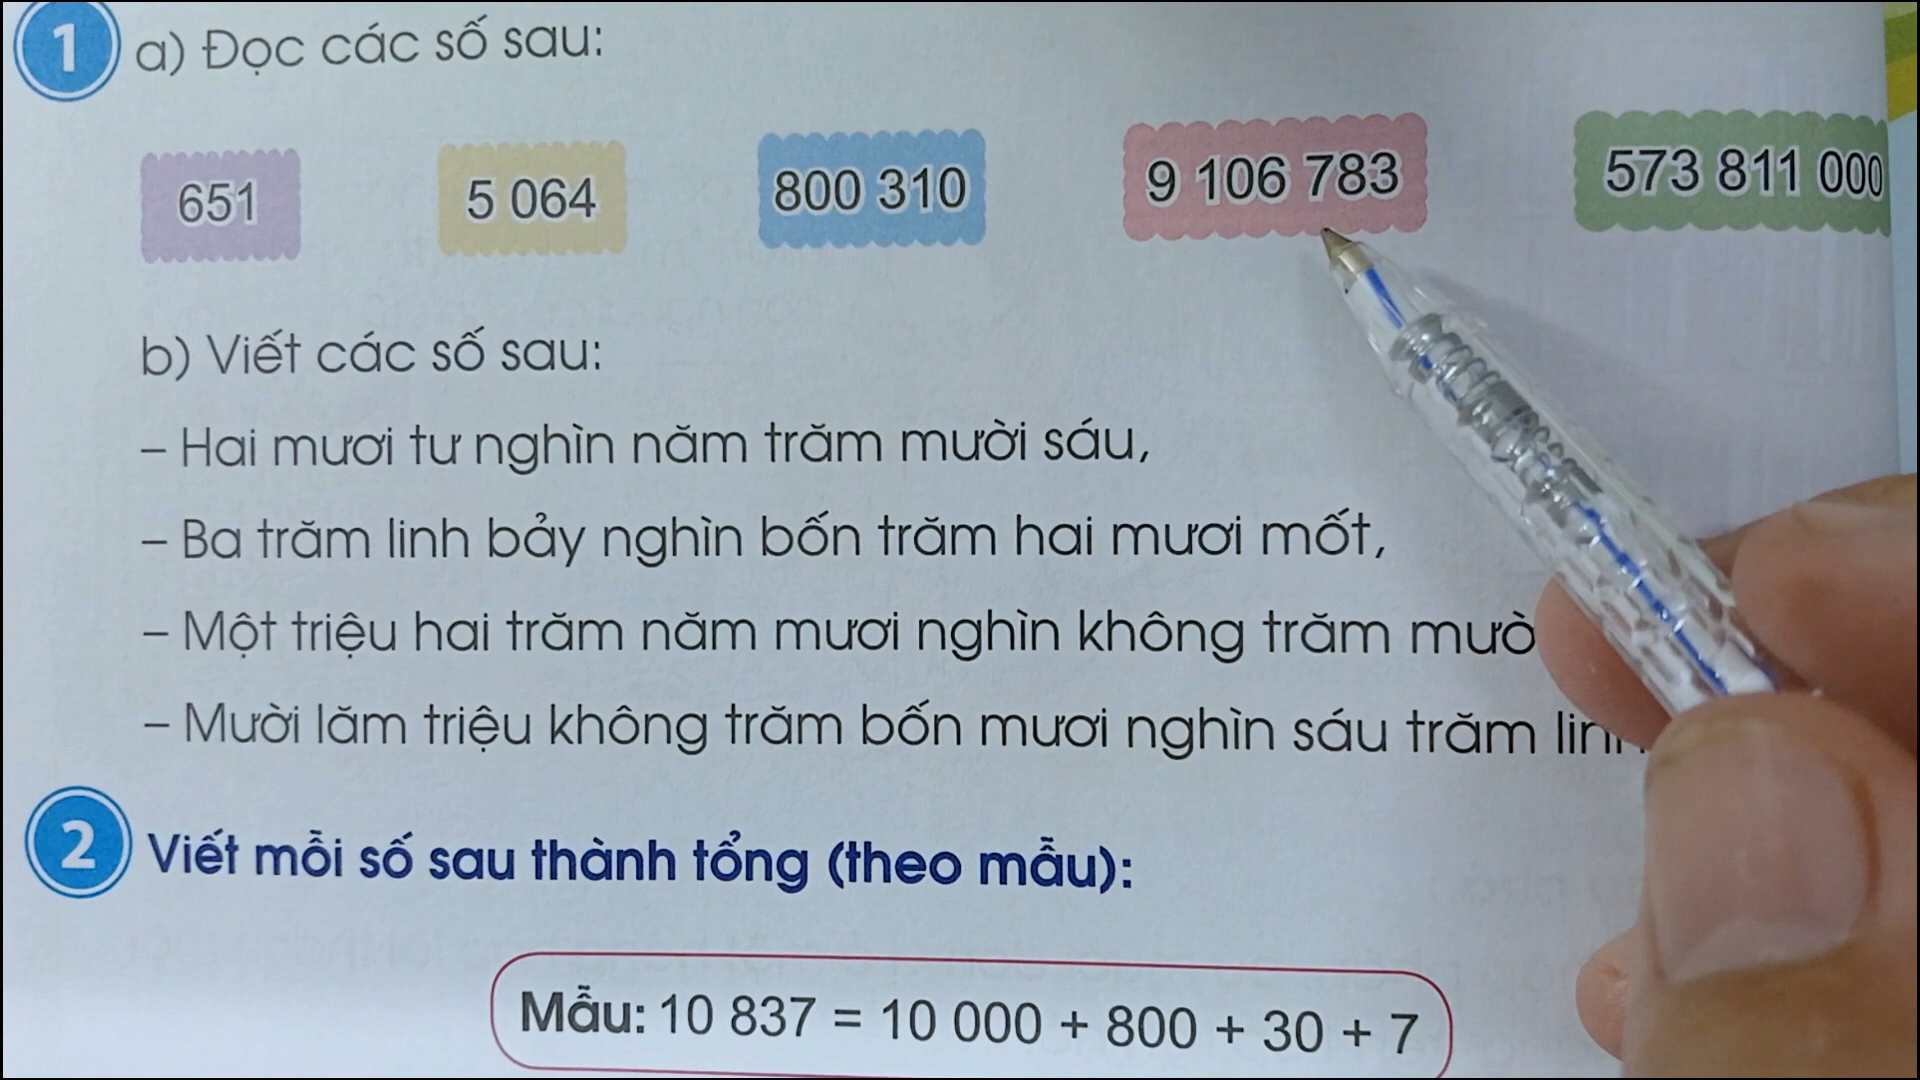 1 a) Đọc các số sau:
651 5 064 800 310 9 106 783 573 811 000
b) Viết các số sau:
– Hai mươi tư nghìn năm trăm mười sáu,
– Ba trăm linh bảy nghìn bốn trăm hai mươi mốt,
– Một triệu hai trăm năm mươi nghìn không trăm
– Mười lăm triệu không trăm bốn mươi nghìn sáu trăm
2 Viết mỗi số sau thành tổng (theo mẫu):
Mẫu: 10 837 = 10 000 + 800 + 30 + 7